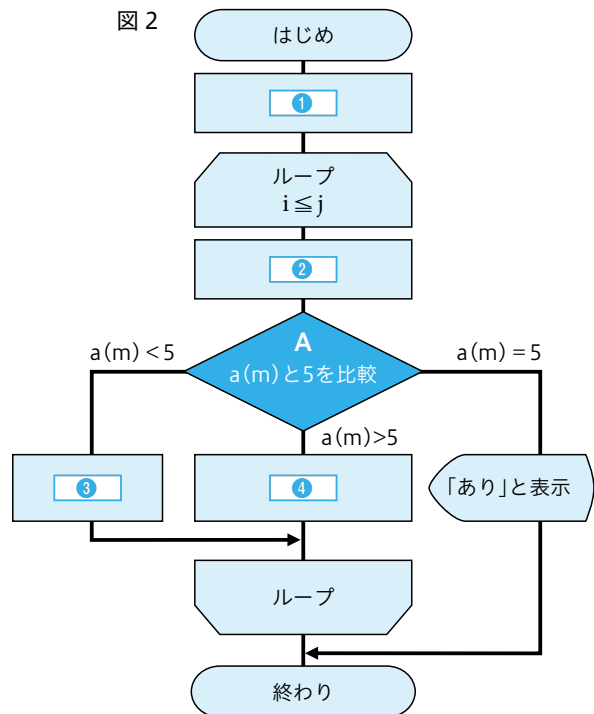 図2
はじめ
❶
ループ
i≦j
❷
a(m)<5
A
a(m)と5を比較
a(m)=5
a(m)>5
❸
❹
「あり」と表示
ループ
終わり